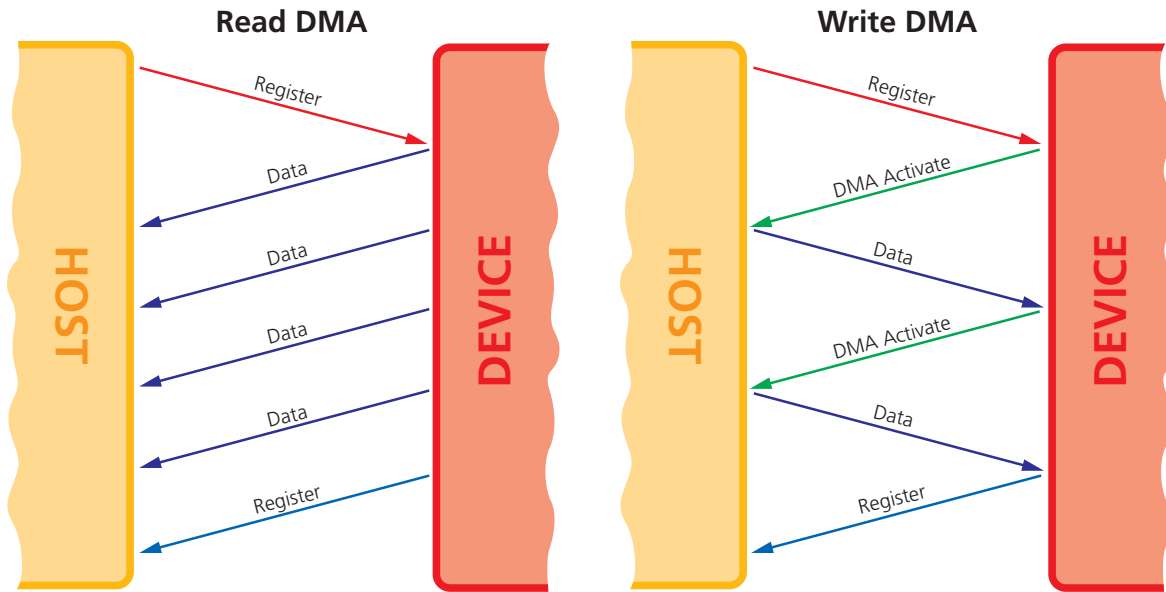 Read DMA
HOST
Register
Data
Data
Data
Data
Register
DEVICE
Write DMA
HOST
Register
DMA Activate
Data
DMA Activate
Data
Register
DEVICE